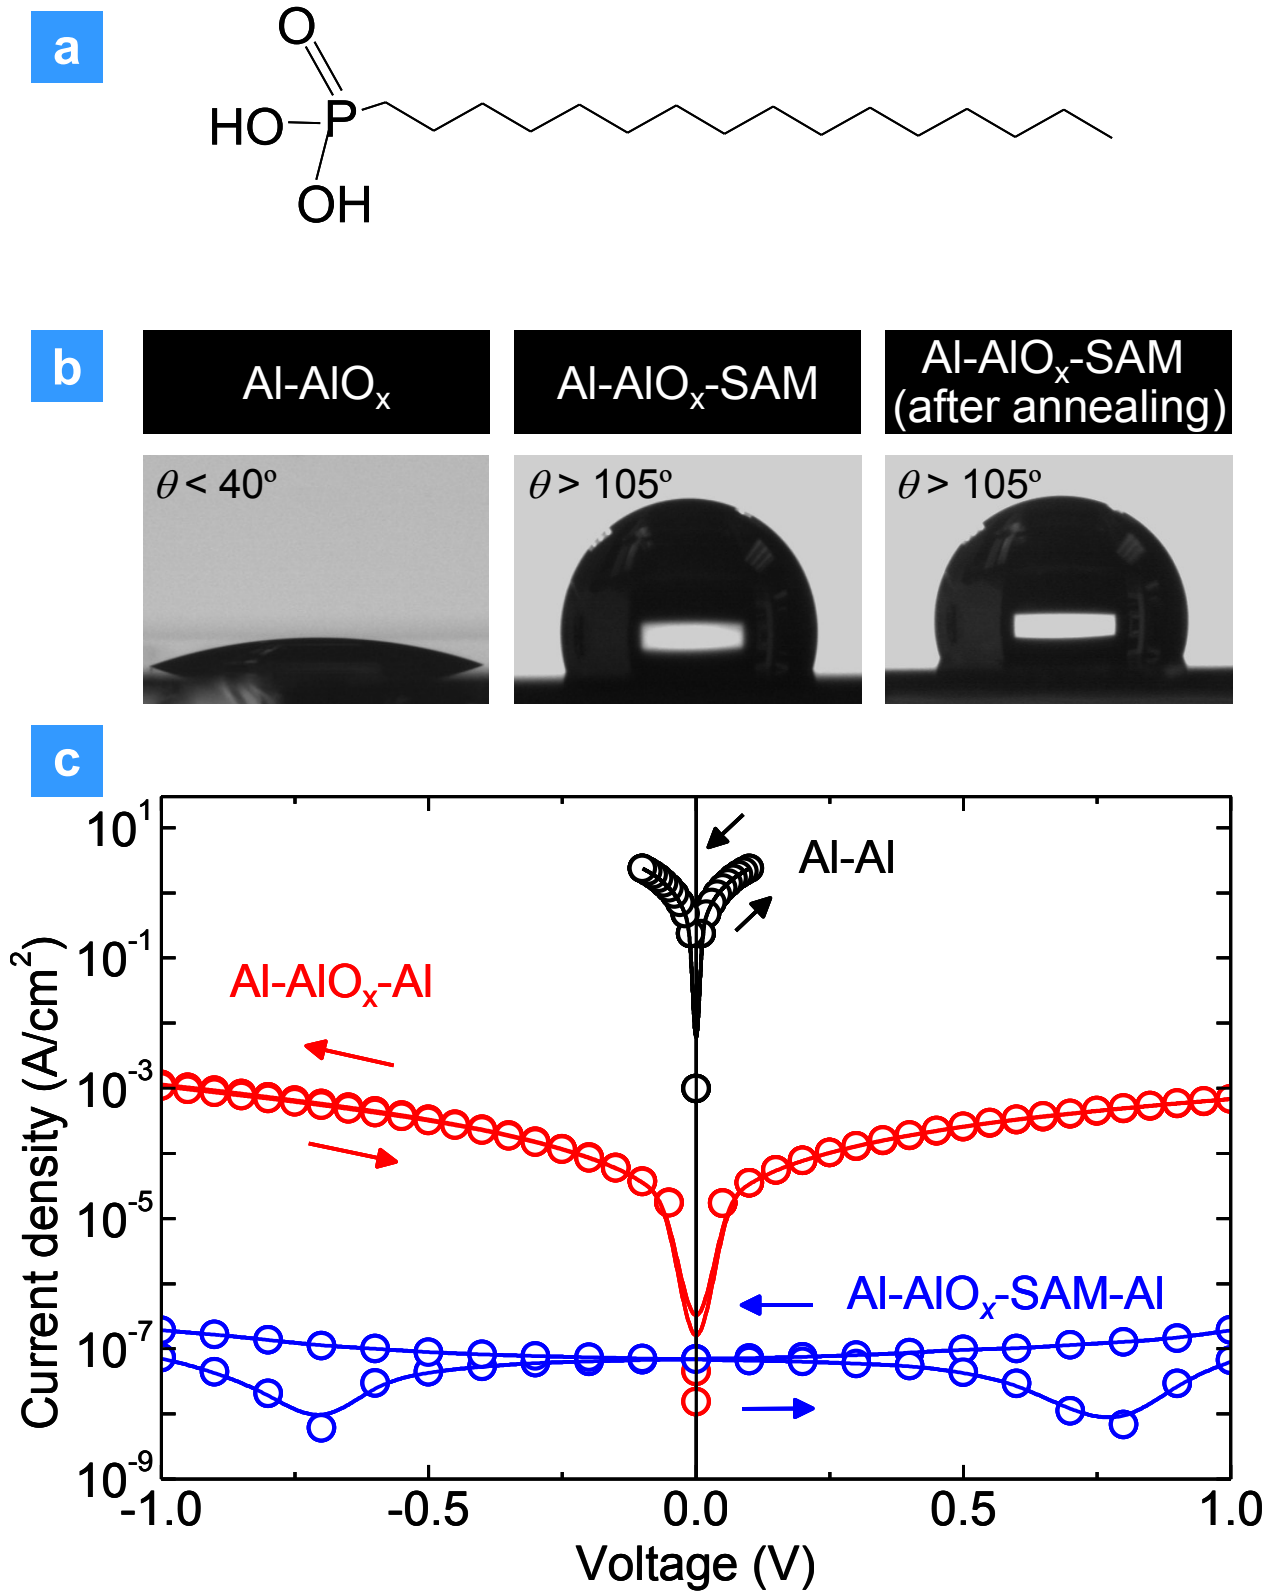 a
O
HO
P
OH
b
Al-AlOₓ
Al-AlOₓ-SAM
Al-AlOₓ-SAM
(after annealing)
θ < 40º
θ > 105º
θ > 105º
c
Current density (A/cm²)
10¹
10⁻¹
10⁻³
10⁻⁵
10⁻⁷
10⁻⁹
Al-Al
Al-AlOₓ-Al
Al-AlOₓ-SAM-Al
-1.0 -0.5 0.0 0.5 1.0
Voltage (V)